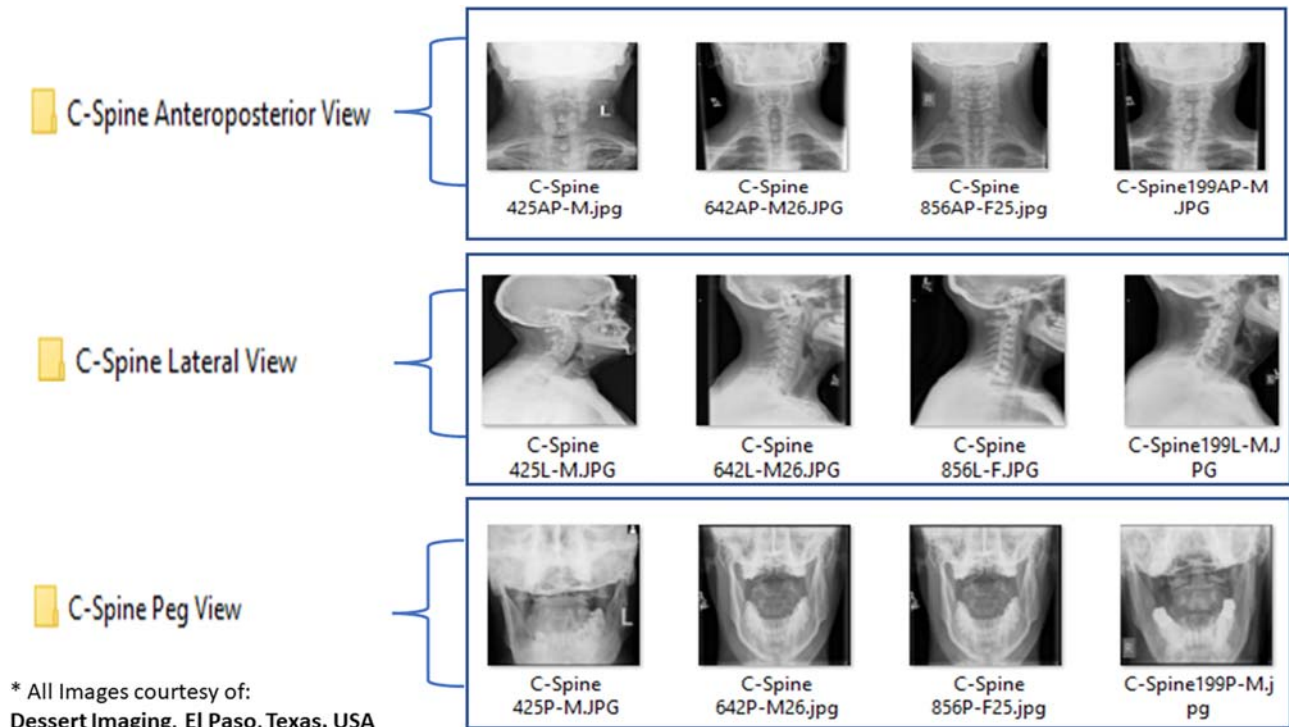 C-Spine Anteroposterior View
L
C-Spine
425AP-M.jpg
C-Spine
642AP-M26.JPG
C-Spine
856AP-F25.jpg
C-Spine199AP-M
.JPG
C-Spine Lateral View
C-Spine
425L-M.JPG
C-Spine
642L-M26.JPG
C-Spine
856L-F.JPG
C-Spine199L-M.J
PG
C-Spine Peg View
L
C-Spine
425P-M.JPG
C-Spine
642P-M26.jpg
C-Spine
856P-F25.jpg
C-Spine199P-M.j
pg
* All Images courtesy of:
Dessert Imaging, El Paso, Texas, USA